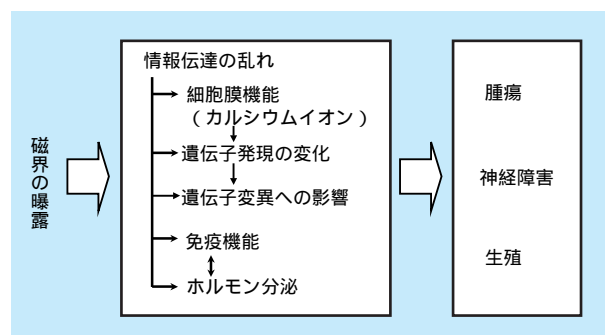 磁界の曝露
情報伝達の乱れ
細胞膜機能
(カルシウムイオン)
遺伝子発現の変化
遺伝子変異への影響
免疫機能
ホルモン分泌
腫瘍
神経障害
生殖